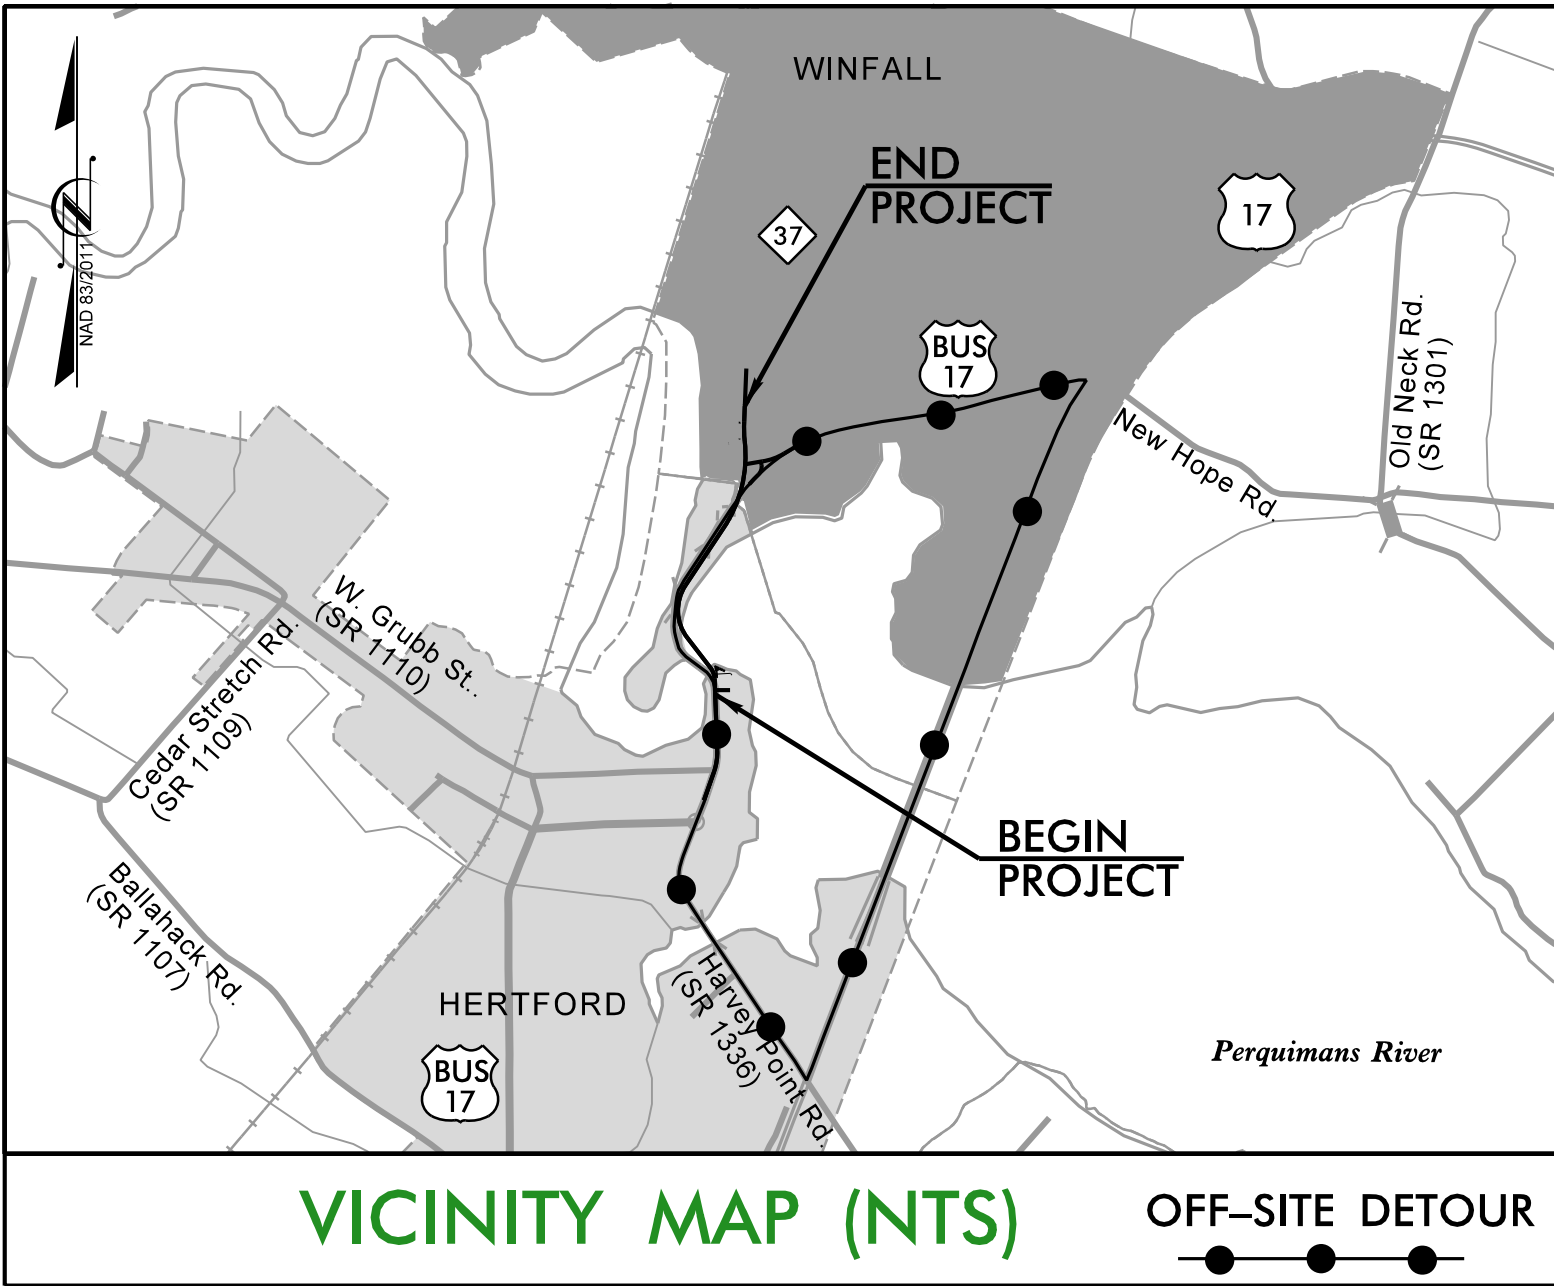 WINFALL
END
PROJECT
37
17
BUS
17
NAD 83/2011
N
Old Neck Rd.
(SR 1301)
New Hope Rd.
W. Grubb St..
(SR 1110)
Cedar Stretch Rd.
(SR 1109)
BEGIN
PROJECT
Ballahack Rd.
(SR 1107)
HERTFORD
Harvey Point Rd.
(SR 1336)
BUS
17
Perquimans River
VICINITY MAP (NTS)
OFF–SITE DETOUR